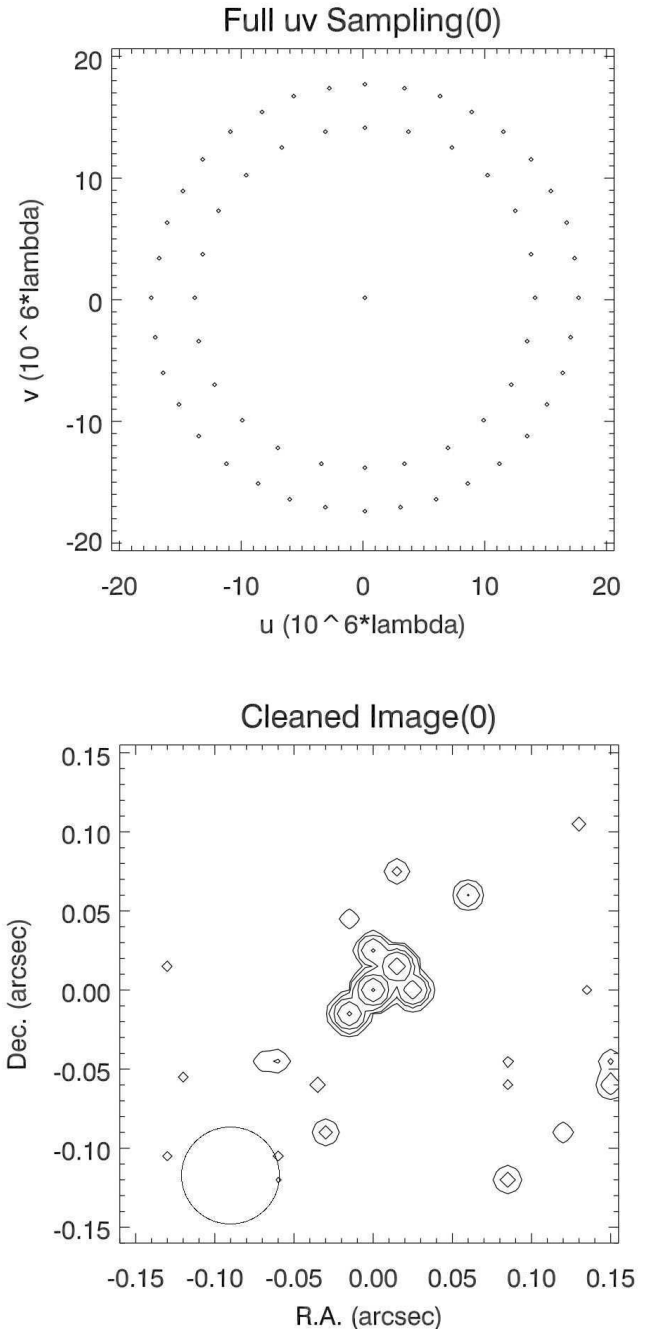 Full uv Sampling(0)
20
10
0
-10
-20
v (10^6*lambda)
-20 -10 0 10 20
u (10^6*lambda)
Cleaned Image(0)
0.15
0.10
0.05
0.00
-0.05
-0.10
-0.15
Dec. (arcsec)
-0.15 -0.10 -0.05 0.00 0.05 0.10 0.15
R.A. (arcsec)